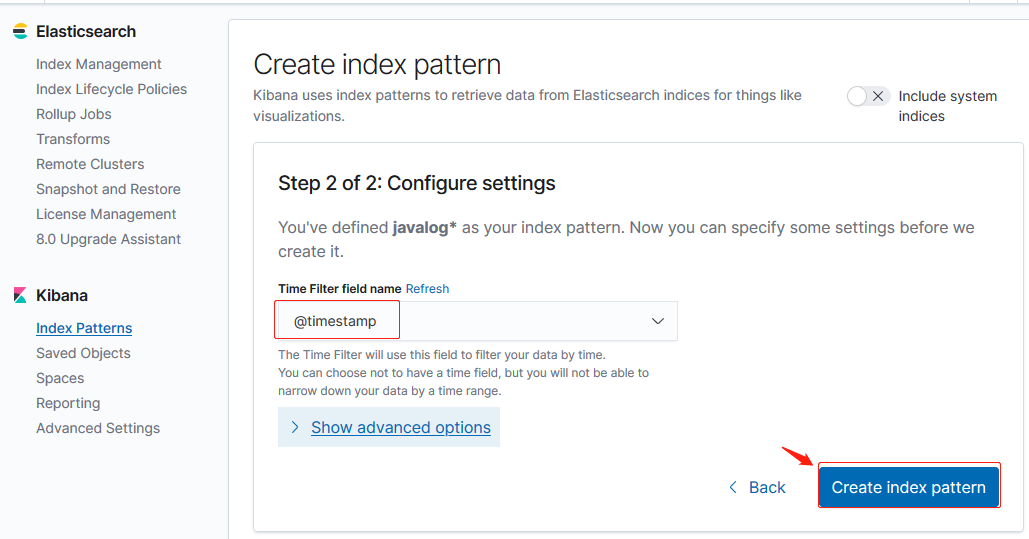 Elasticsearch
Index Management
Index Lifecycle Policies
Rollup Jobs
Transforms
Remote Clusters
Snapshot and Restore
License Management
8.0 Upgrade Assistant
Kibana
Index Patterns
Saved Objects
Spaces
Reporting
Advanced Settings
Create index pattern
Kibana uses index patterns to retrieve data from Elasticsearch indices for things like
visualizations.
Include system
indices
Step 2 of 2: Configure settings
You've defined javalog* as your index pattern. Now you can specify some settings before we
create it.
Time Filter field name Refresh
@timestamp
The Time Filter will use this field to filter your data by time.
You can choose not to have a time field, but you will not be able to
narrow down your data by a time range.
Show advanced options
Back
Create index pattern